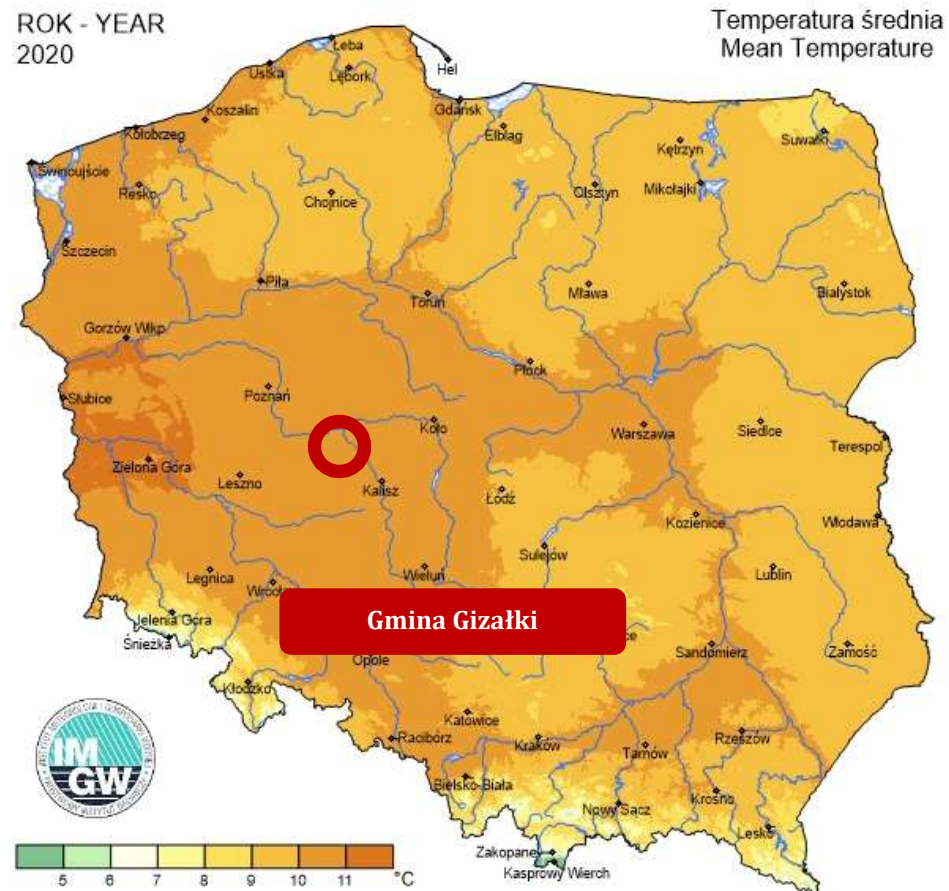 ROK - YEAR
2020
Temperatura średnia
Mean Temperature
Łeba
Ustka
Lębork
Hel
Koszalin
Gdańsk
Kołobrzeg
Elbląg
Kętrzyn
Suwałki
Świnoujście
Resko
Chojnice
Olsztyn
Mikołajki
Szczecin
Piła
Toruń
Mława
Białystok
Gorzów Wlkp
Płock
Słubice
Poznań
Koło
Warszawa
Siedlce
Terespol
Zielona Góra
Leszno
Kalisz
Łódź
Kozienice
Włodawa
Sulejów
Legnica
Wieluń
Lublin
Jelenia Góra
Gmina Gizałki
Śnieżka
Sandomierz
Zamość
Opole
Kłodzko
Katowice
Racibórz
Kraków
Tarnów
Rzeszów
Bielsko-Biała
Nowy Sącz
Krosno
Lesko
Zakopane
Kasprowy Wierch
IM
GW
5 6 7 8 9 10 11 °C